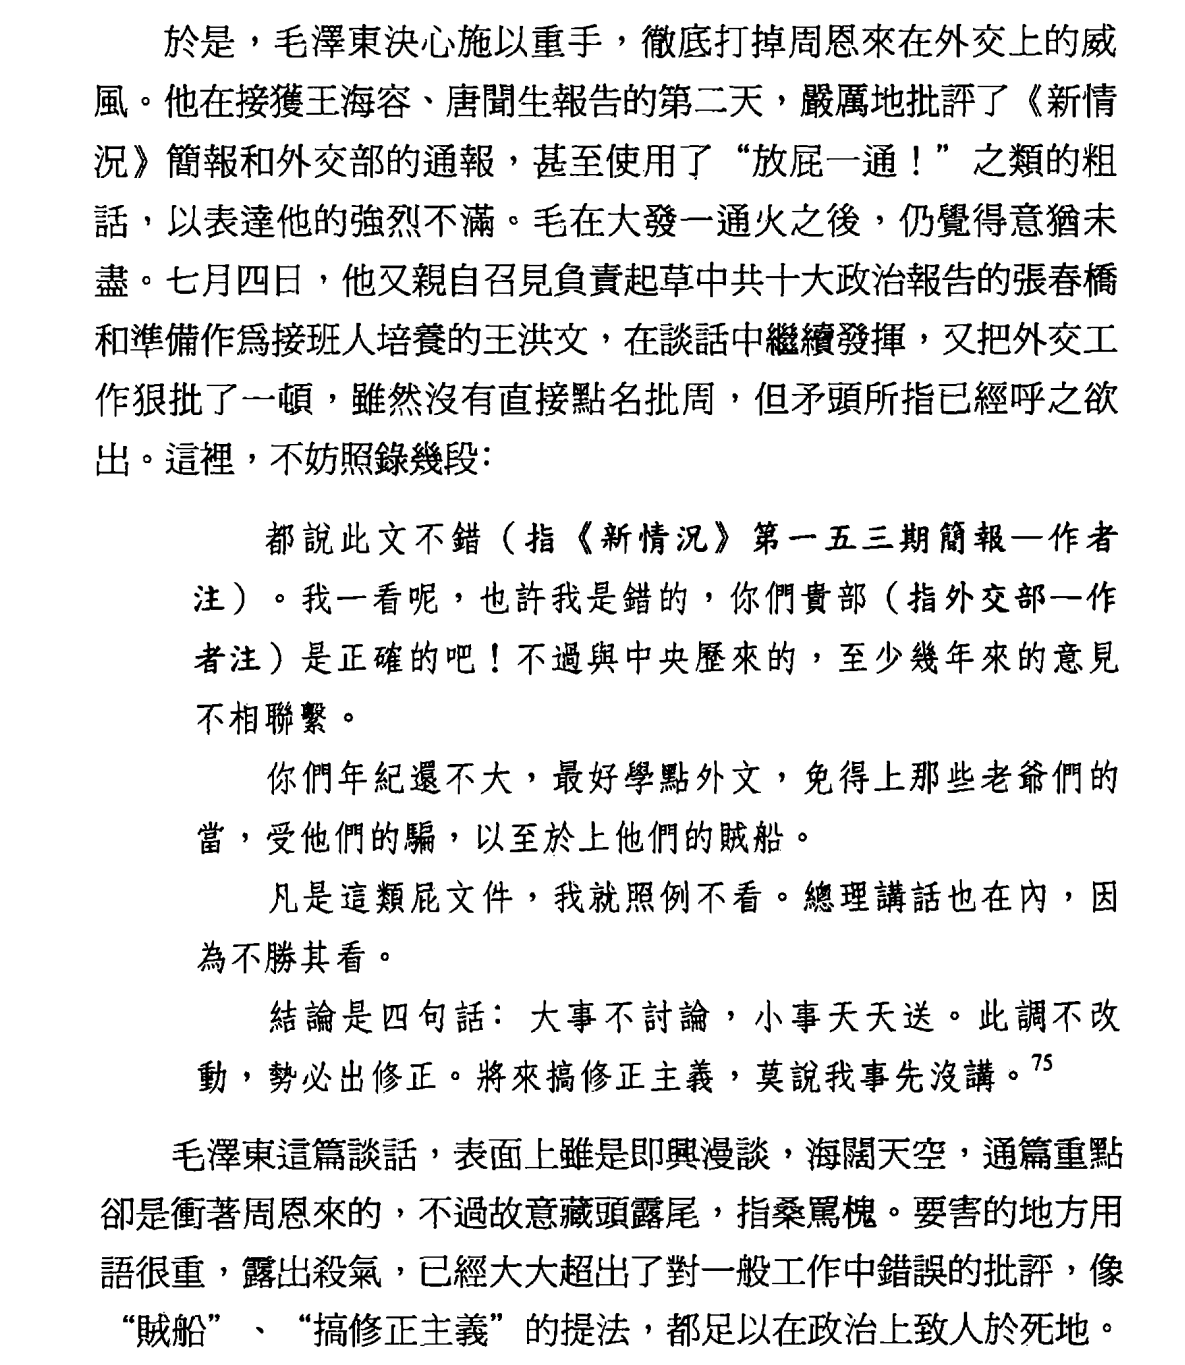 於是，毛澤東決心施以重手，徹底打掉周恩來在外交上的威
風。他在接獲王海容、唐聞生報告的第二天，嚴厲地批評了《新情
況》簡報和外交部的通報，甚至使用了“放屁一通！”之類的粗
話，以表達他的強烈不滿。毛在大發一通火之後，仍覺得意猶未
盡。七月四日，他又親自召見負責起草中共十大政治報告的張春橋
和準備作爲接班人培養的王洪文，在談話中繼續發揮，又把外交工
作狠批了一頓，雖然沒有直接點名批周，但矛頭所指已經呼之欲
出。這裡，不妨照錄幾段：
都說此文不錯（指《新情況》第一五三期簡報—作者
注）。我一看呢，也許我是錯的，你們貴部（指外交部—作
者注）是正確的吧！不過與中央歷來的，至少幾年來的意見
不相聯繫。
你們年紀還不大，最好學點外文，免得上那些老爺們的
當，受他們的騙，以至於上他們的賊船。
凡是這類屁文件，我就照例不看。總理講話也在內，因
為不勝其看。
結論是四句話：大事不討論，小事天天送。此調不改
動，勢必出修正。將來搞修正主義，莫說我事先沒講。75
毛澤東這篇談話，表面上雖是即興漫談，海闊天空，通篇重點
卻是衝著周恩來的，不過故意藏頭露尾，指桑罵槐。要害的地方用
語很重，露出殺氣，已經大大超出了對一般工作中錯誤的批評，像
“賊船”、“搞修正主義”的提法，都足以在政治上致人於死地。